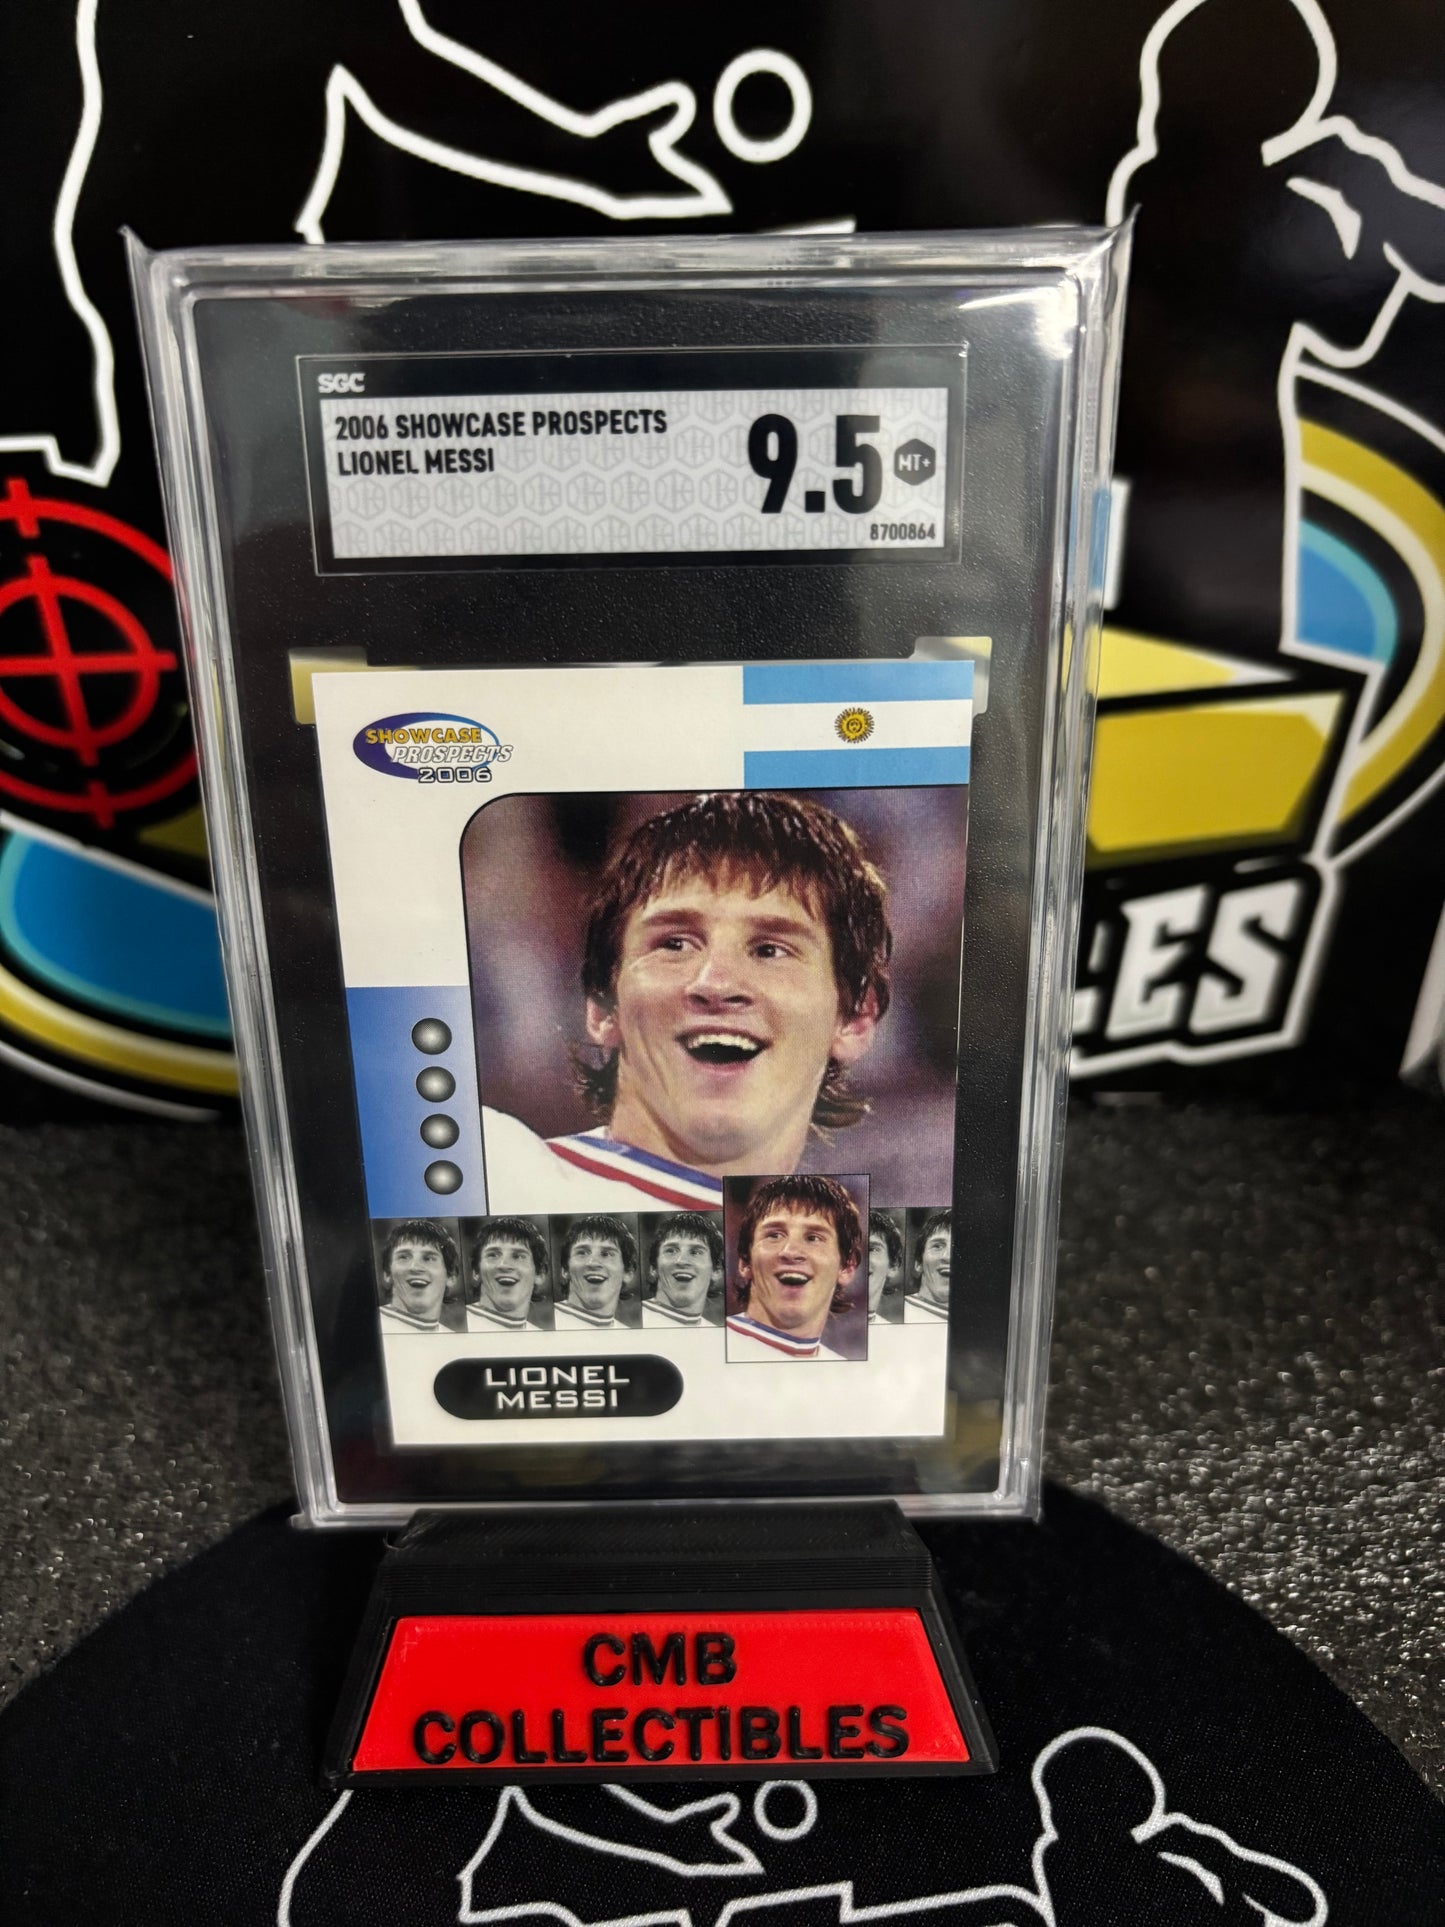 SGC
2006 SHOWCASE PROSPECTS
LIONEL MESSI
9.5
MT+
8700864
SHOWCASE
PROSPECTS
2006
LIONEL
MESSI
CMB
COLLECTIBLES